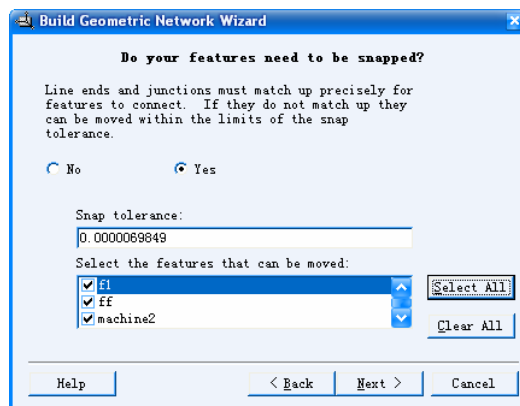 Build Geometric Network Wizard
Do your features need to be snapped?
Line ends and junctions must match up precisely for
features to connect. If they do not match up they
can be moved within the limits of the snap
tolerance.
No
Yes
Snap tolerance:
0.0000069849
Select the features that can be moved:
f1
ff
machine2
Select All
Clear All
Help
< Back
Next >
Cancel